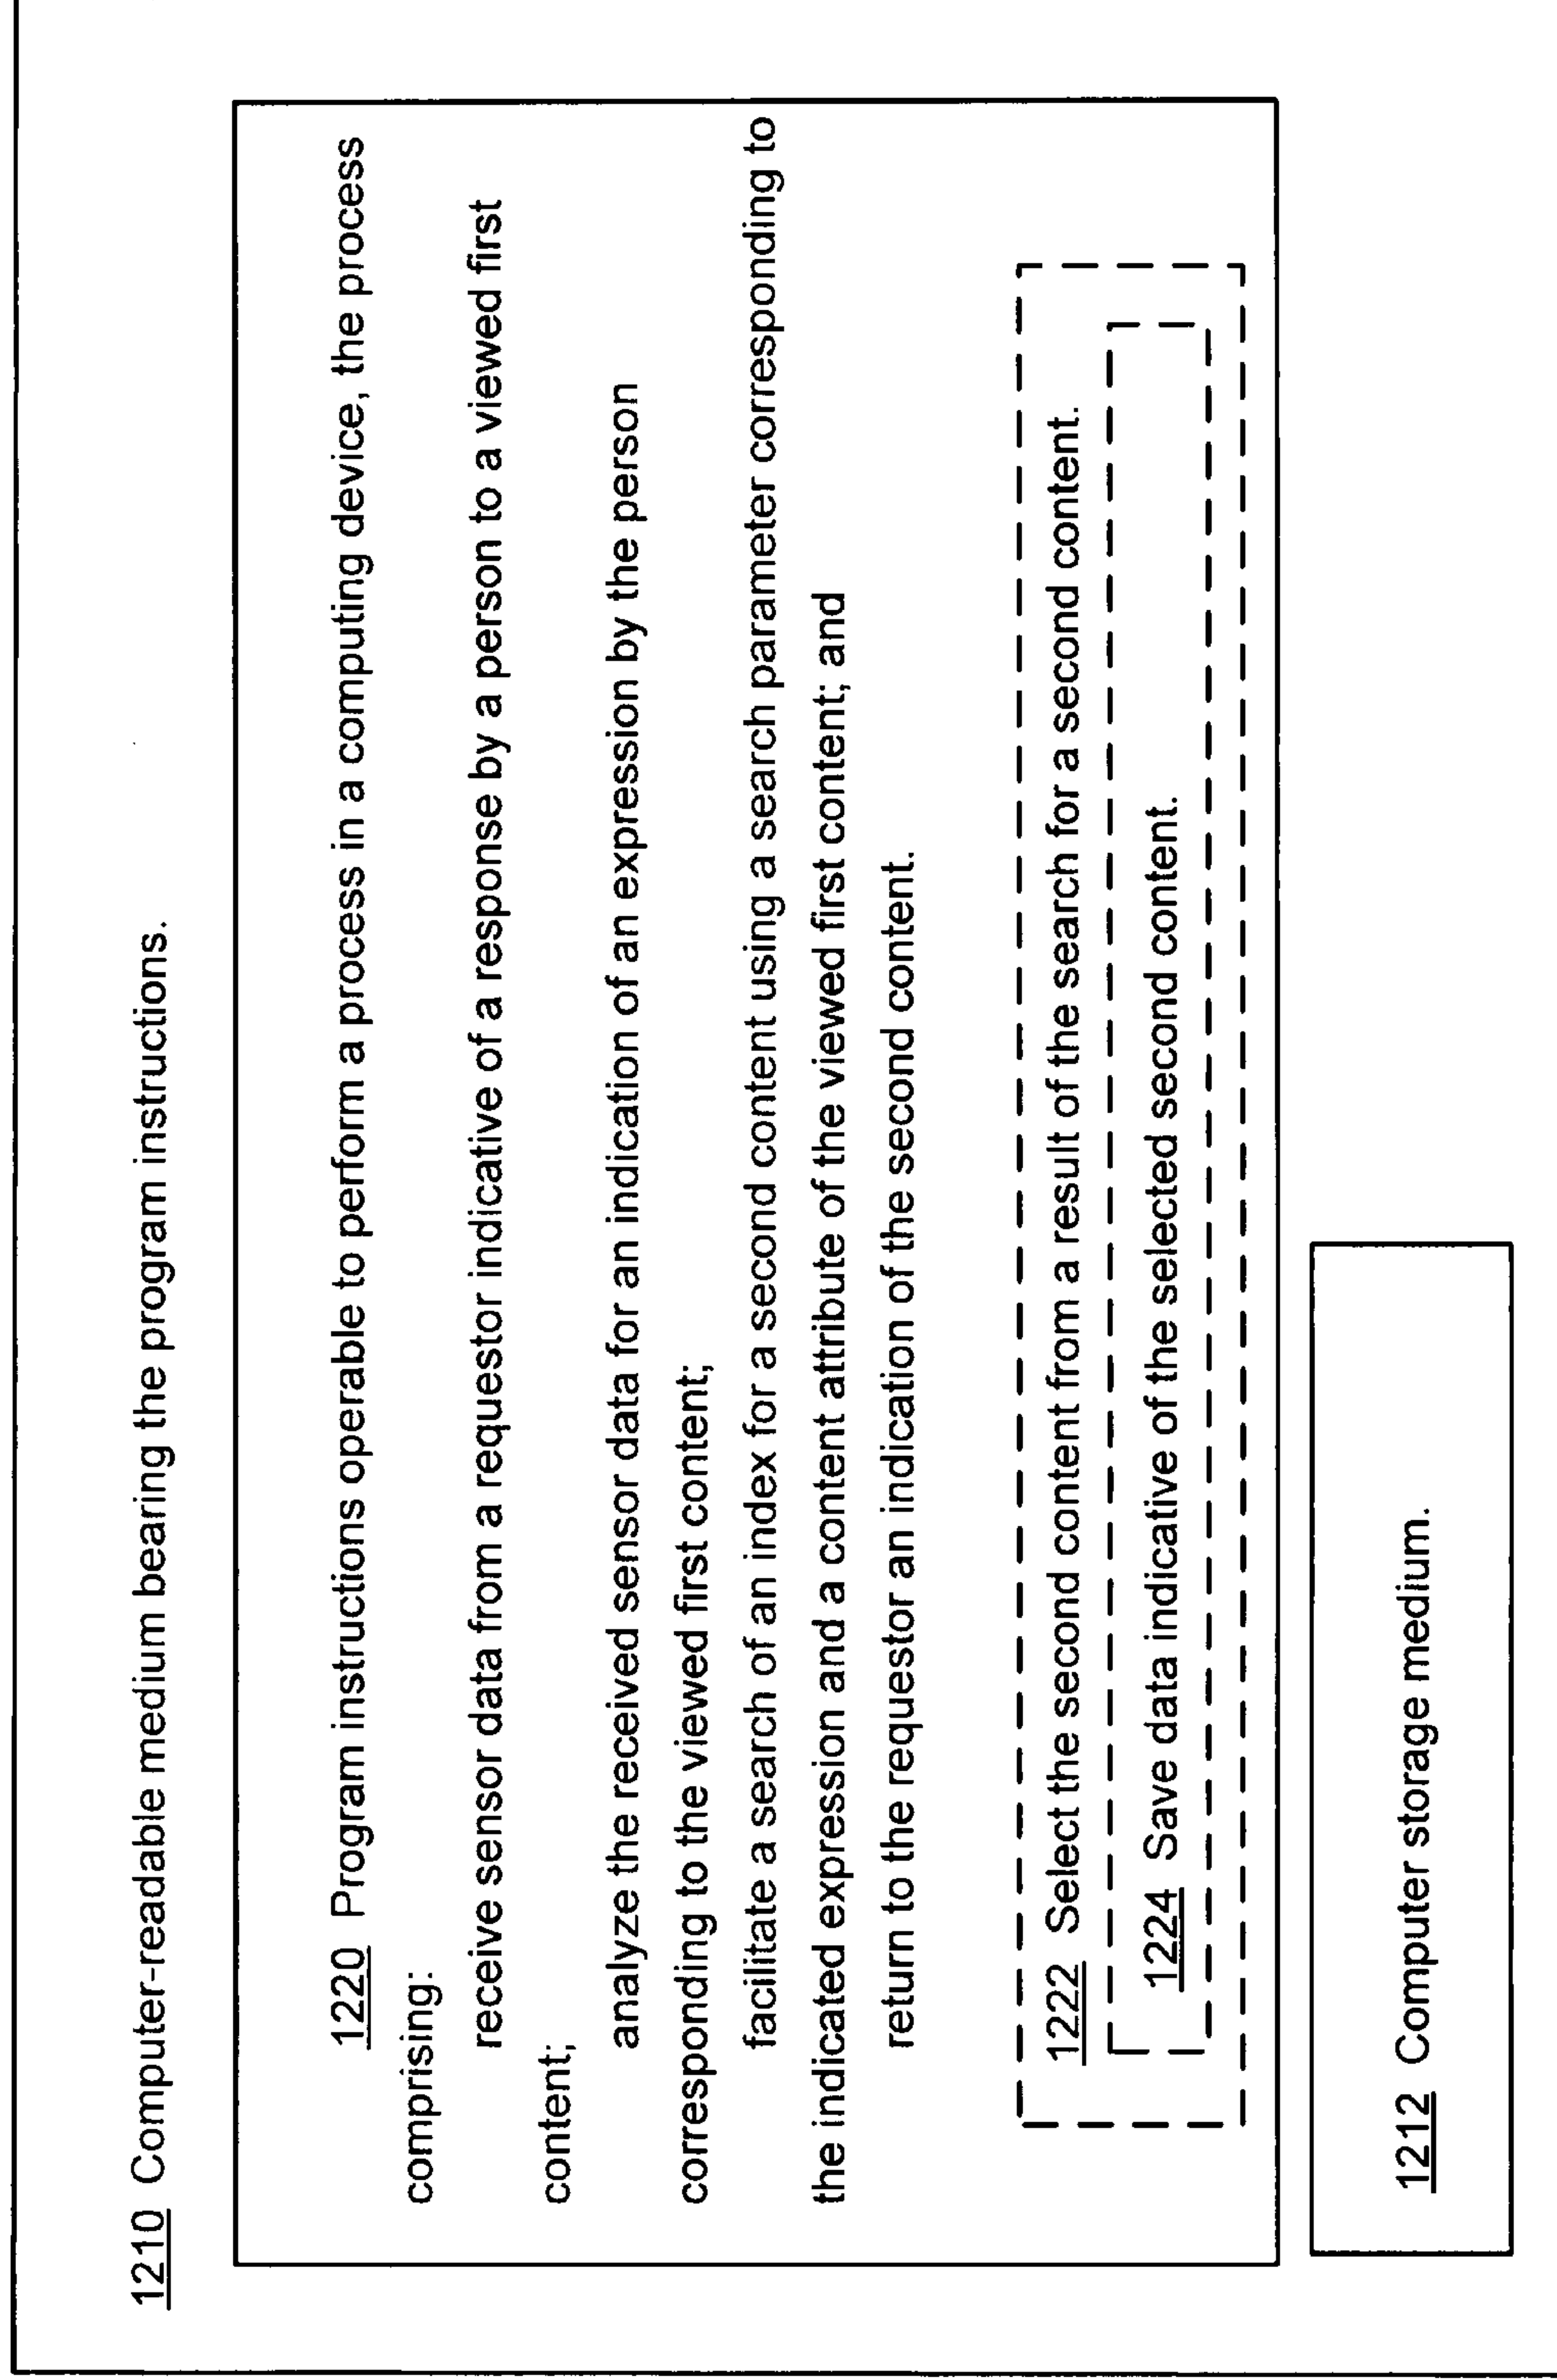 1210 Computer-readable medium bearing the program instructions.
1220 Program instructions operable to perform a process in a computing device, the process
comprising:
receive sensor data from a requestor indicative of a response by a person to a viewed first
content;
analyze the received sensor data for an indication of an expression by the person
corresponding to the viewed first content;
facilitate a search of an index for a second content using a search parameter corresponding to
the indicated expression and a content attribute of the viewed first content; and
return to the requestor an indication of the second content.
1222 Select the second content from a result of the search for a second content.
1224 Save data indicative of the selected second content.
1212 Computer storage medium.